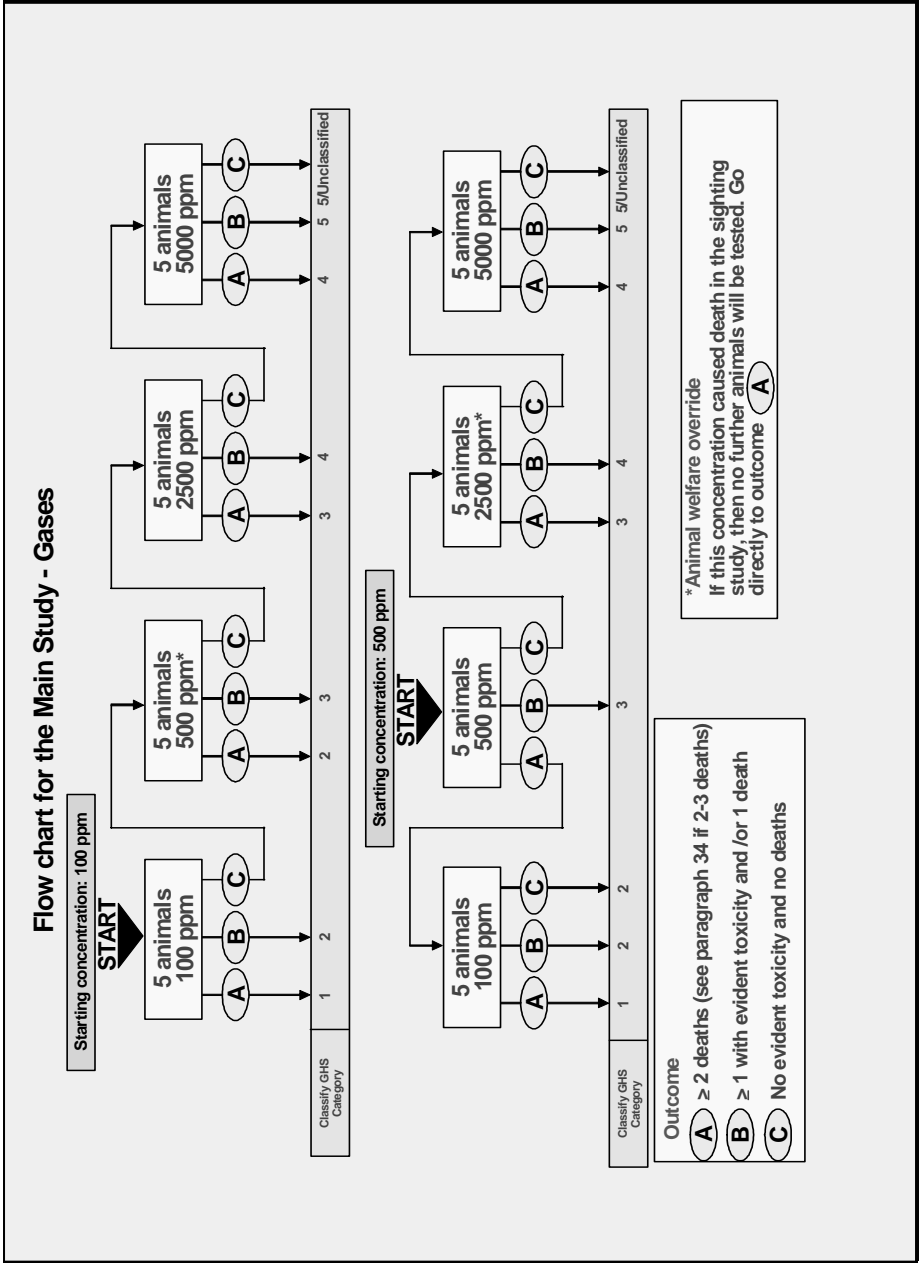 Flow chart for the Main Study - Gases
Starting concentration: 100 ppm
START
5 animals
100 ppm
A
B
C
5 animals
500 ppm*
A
B
C
5 animals
2500 ppm
A
B
C
5 animals
5000 ppm
A
B
C
Classify GHS
Category
1
2
2
3
3
4
4
5
5/Unclassified
Starting concentration: 500 ppm
START
5 animals
100 ppm
A
B
C
5 animals
500 ppm
A
B
C
5 animals
2500 ppm*
A
B
C
5 animals
5000 ppm
A
B
C
Classify GHS
Category
1
2
2
3
3
4
4
5
5/Unclassified
Outcome
A ≥ 2 deaths (see paragraph 34 if 2-3 deaths)
B ≥ 1 with evident toxicity and /or 1 death
C No evident toxicity and no deaths
*Animal welfare override
If this concentration caused death in the sighting
study, then no further animals will be tested. Go
directly to outcome A